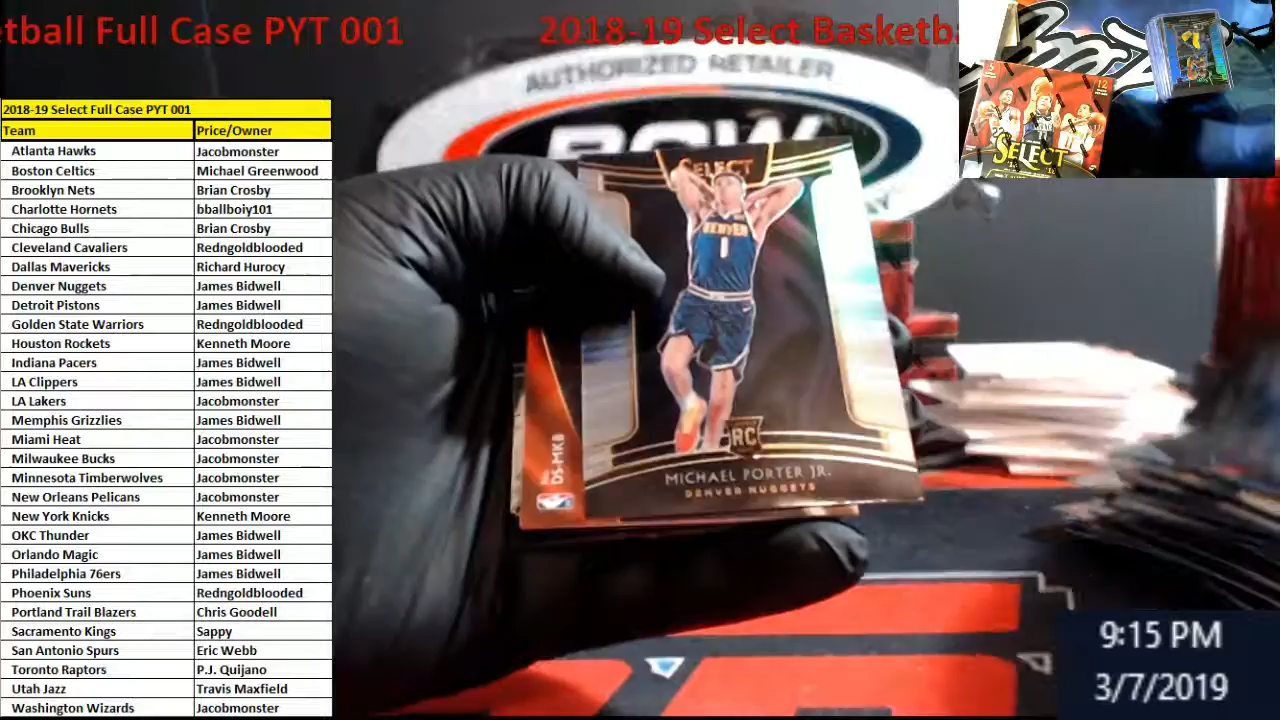 etball Full Case PYT 001
2018-19 Select Basketba
AUTHORIZED RETAILER
2018-19 Select Full Case PYT 001
Team Price/Owner
Atlanta Hawks Jacobmonster
Boston Celtics Michael Greenwood
Brooklyn Nets Brian Crosby
Charlotte Hornets bballboiy101
Chicago Bulls Brian Crosby
Cleveland Cavaliers Redngoldblooded
Dallas Mavericks Richard Hurocy
Denver Nuggets James Bidwell
Detroit Pistons James Bidwell
Golden State Warriors Redngoldblooded
Houston Rockets Kenneth Moore
Indiana Pacers James Bidwell
LA Clippers James Bidwell
LA Lakers Jacobmonster
Memphis Grizzlies James Bidwell
Miami Heat Jacobmonster
Milwaukee Bucks Jacobmonster
Minnesota Timberwolves Jacobmonster
New Orleans Pelicans Jacobmonster
New York Knicks Kenneth Moore
OKC Thunder James Bidwell
Orlando Magic James Bidwell
Philadelphia 76ers James Bidwell
Phoenix Suns Redngoldblooded
Portland Trail Blazers Chris Goodell
Sacramento Kings Sappy
San Antonio Spurs Eric Webb
Toronto Raptors P.J. Quijano
Utah Jazz Travis Maxfield
Washington Wizards Jacobmonster
SELECT
DENVER
1
RC
MICHAEL PORTER JR.
DENVER NUGGETS
DS-MKB
SELECT
12
9:15 PM
3/7/2019